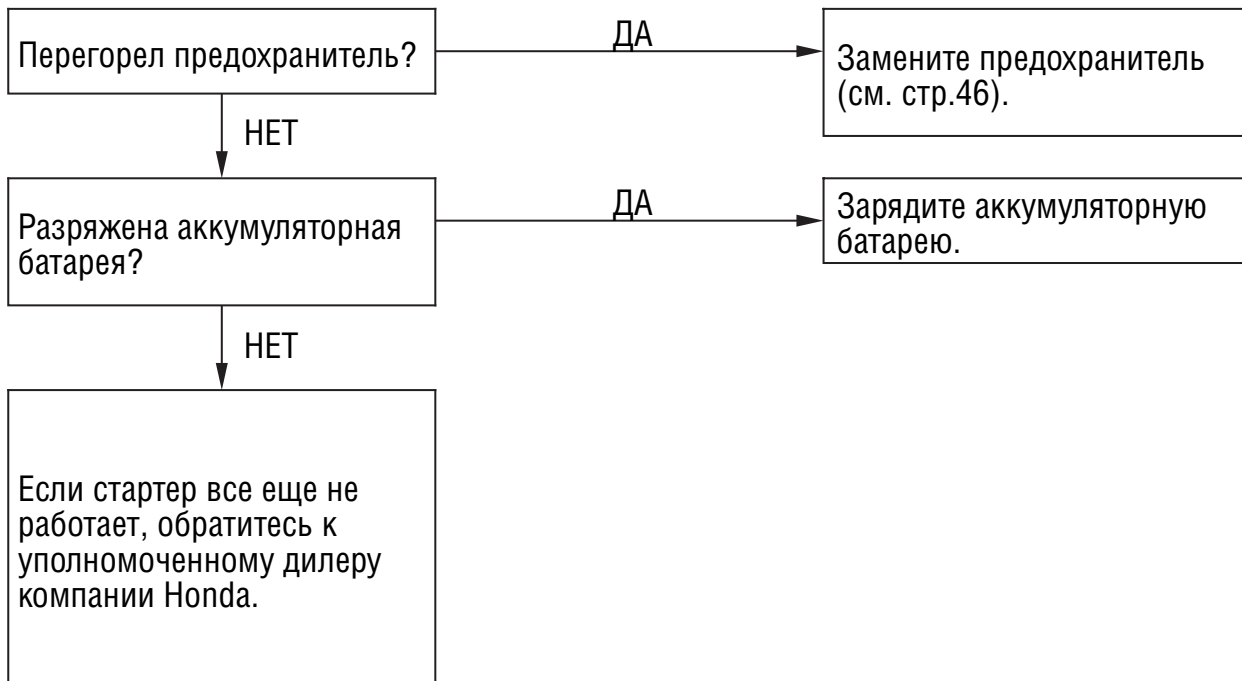 Перегорел предохранитель?
ДА
Замените предохранитель
(см. стр.46).
НЕТ
Разряжена аккумуляторная
батарея?
ДА
Зарядите аккумуляторную
батарею.
НЕТ
Если стартер все еще не
работает, обратитесь к
уполномоченному дилеру
компании Honda.